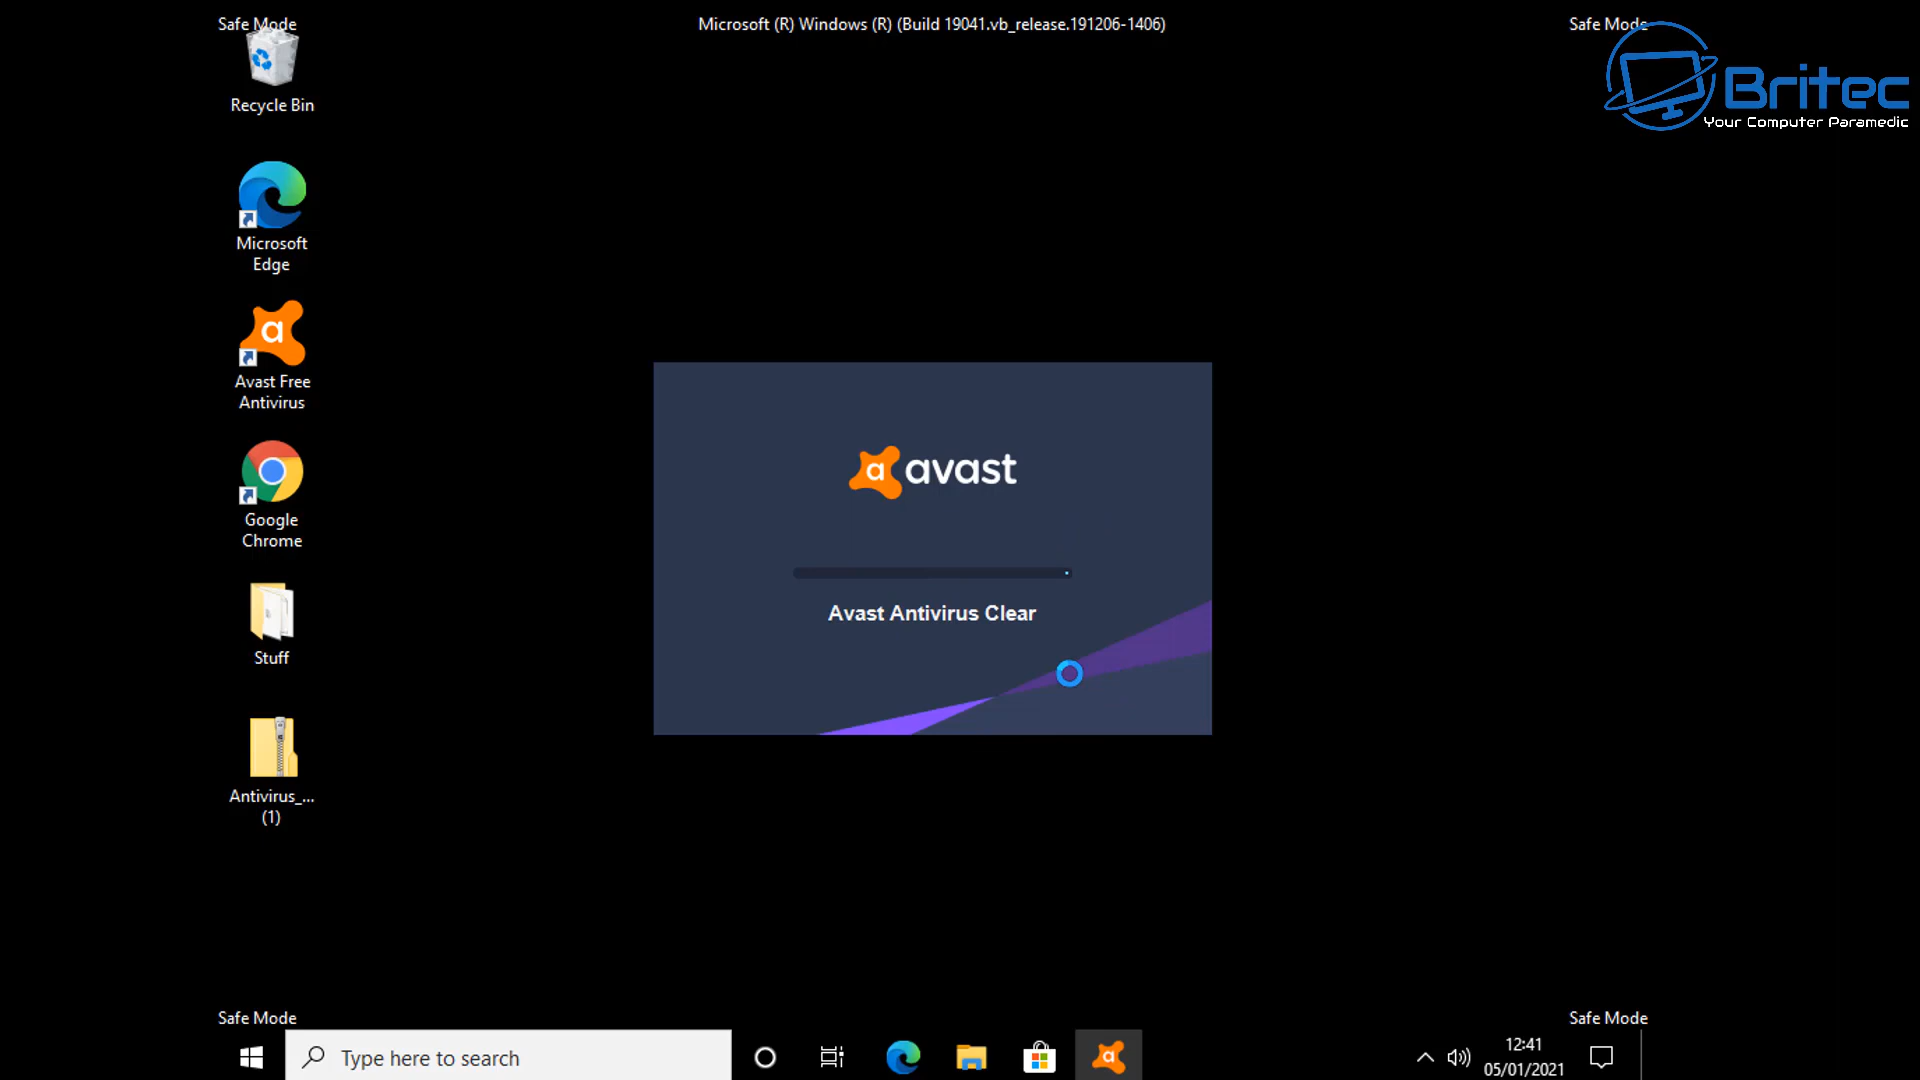 Safe Mode
Microsoft (R) Windows (R) (Build 19041.vb_release.191206-1406)
Safe Mode
Britec
Your Computer Paramedic
Recycle Bin
Microsoft
Edge
a
Avast Free
Antivirus
Google
Chrome
Stuff
Antivirus_...
(1)
a avast
Avast Antivirus Clear
Safe Mode
Safe Mode
Type here to search
a
12:41
05/01/2021